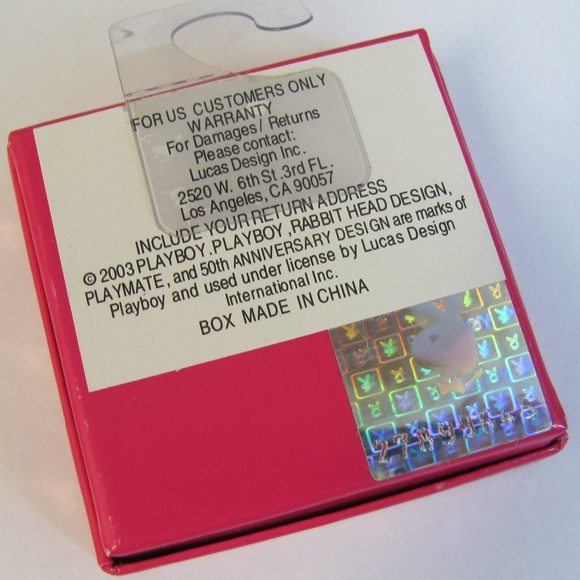 FOR US CUSTOMERS ONLY
WARRANTY
For Damages/ Returns
Please contact:
Lucas Design Inc.
2520 W. 6th St .3rd FL.
Los Angeles, CA 90057
INCLUDE YOUR RETURN ADDRESS
© 2003 PLAYBOY .PLAYBOY , RABBIT HEAD DESIGN,
PLAYMATE, and 50th ANNIVERSARY DESIGN are marks of
Playboy and used under license by Lucas Design
International Inc.
BOX MADE IN CHINA